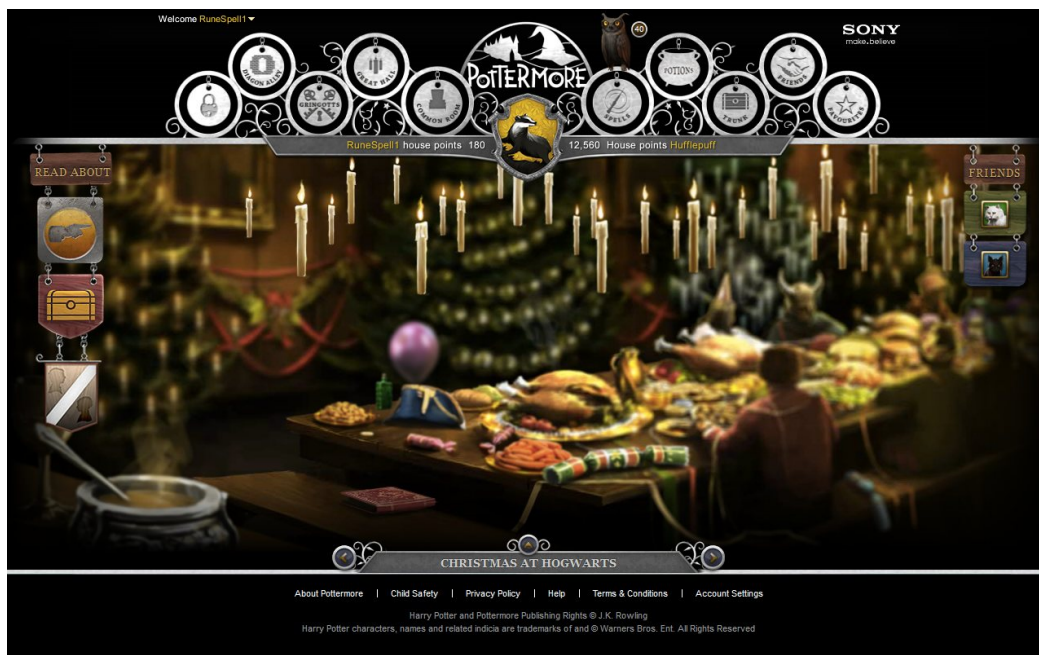 Welcome RuneSpell1
40
SONY
make.believe
DIAGON ALLEY
GREAT HALL
POTTERMORE
POTIONS
FRIENDS
GRINGOTTS
COMMON ROOM
SPELLS
TRUNK
FAVOURITES
RuneSpell1 house points 180
12,560 House points Hufflepuff
READ ABOUT
FRIENDS
CHRISTMAS AT HOGWARTS
About Pottermore | Child Safety | Privacy Policy | Help | Terms & Conditions | Account Settings
Harry Potter and Pottermore Publishing Rights © J.K. Rowling
Harry Potter characters, names and related indicia are trademarks of and © Warners Bros. Ent. All Rights Reserved